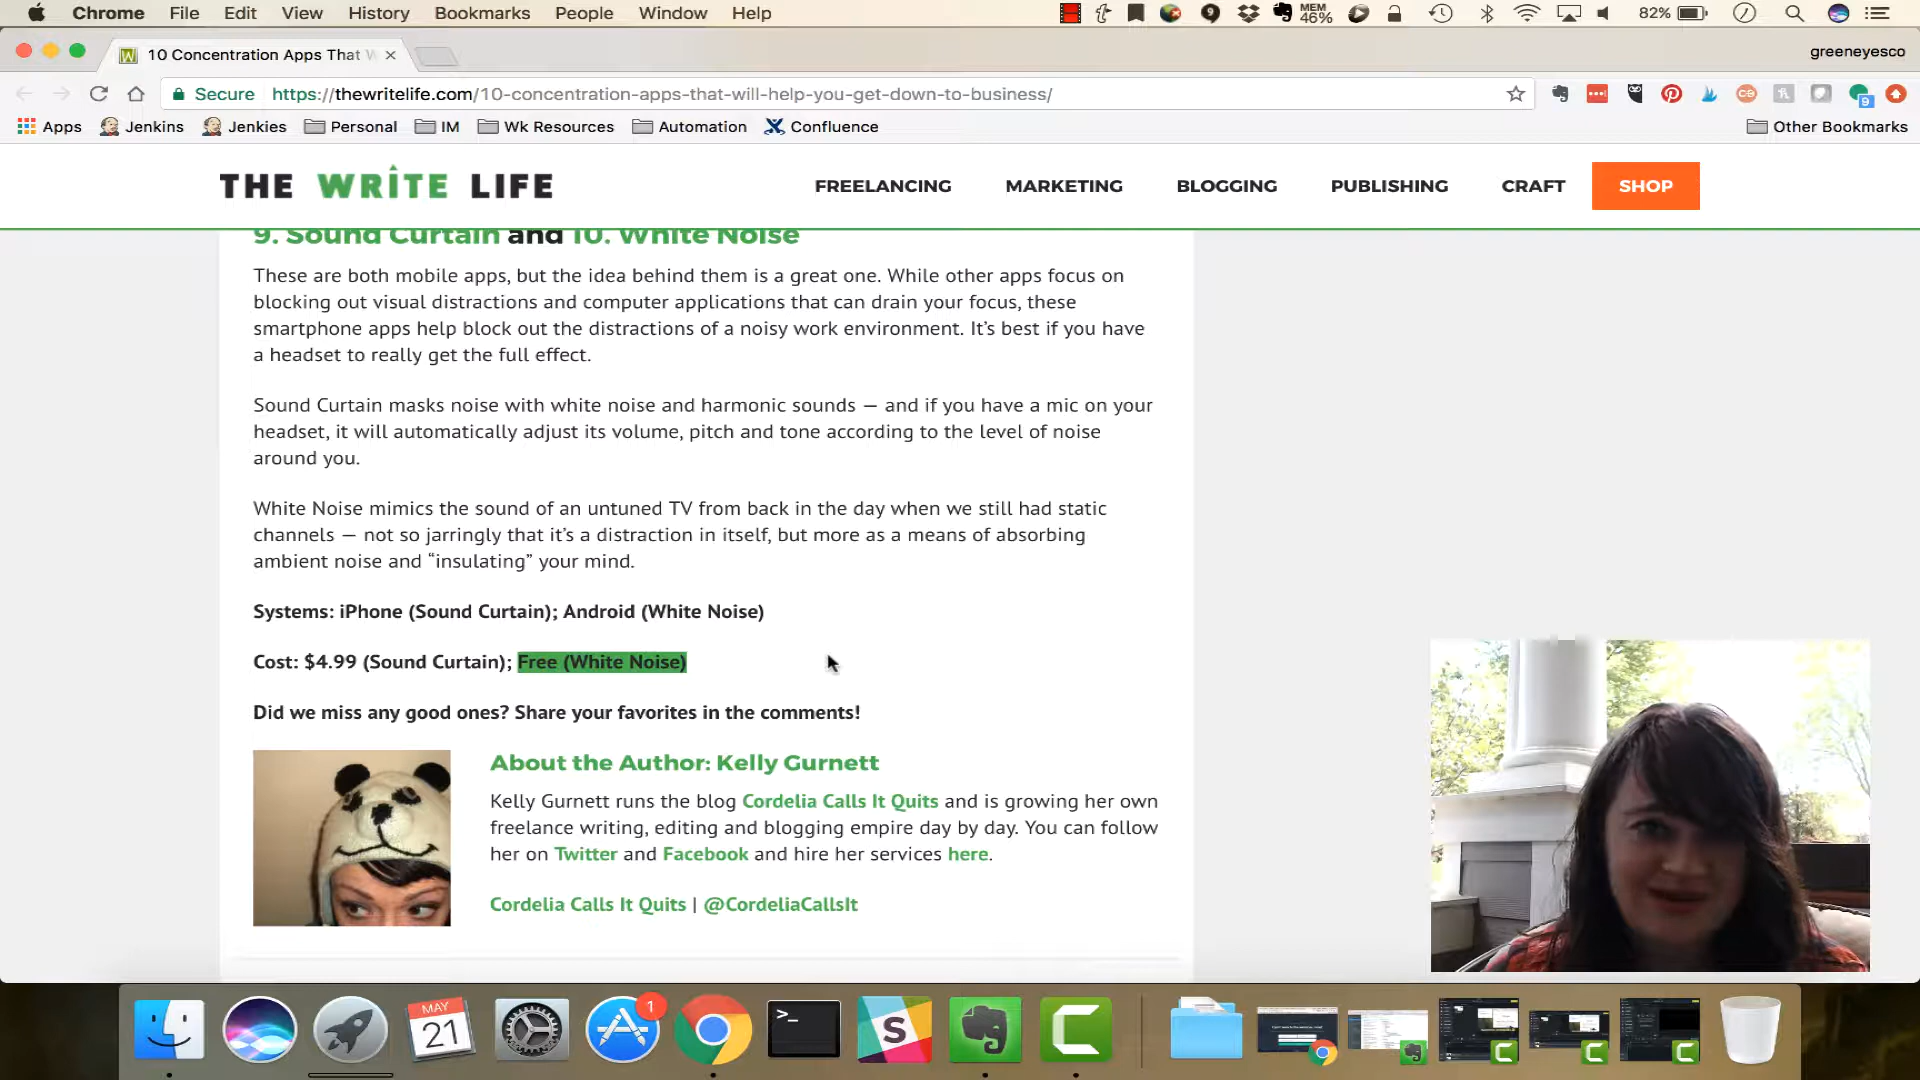 Chrome File Edit View History Bookmarks People Window Help
9 MEM 46% 82%
10 Concentration Apps That W
greeneyesco
Secure https://thewritelife.com/10-concentration-apps-that-will-help-you-get-down-to-business/
Apps Jenkins Jenkies Personal IM Wk Resources Automation Confluence Other Bookmarks
THE WRITE LIFE FREELANCING MARKETING BLOGGING PUBLISHING CRAFT SHOP
9. Sound Curtain and 10. White Noise
These are both mobile apps, but the idea behind them is a great one. While other apps focus on
blocking out visual distractions and computer applications that can drain your focus, these
smartphone apps help block out the distractions of a noisy work environment. It’s best if you have
a headset to really get the full effect.
Sound Curtain masks noise with white noise and harmonic sounds — and if you have a mic on your
headset, it will automatically adjust its volume, pitch and tone according to the level of noise
around you.
White Noise mimics the sound of an untuned TV from back in the day when we still had static
channels — not so jarringly that it’s a distraction in itself, but more as a means of absorbing
ambient noise and “insulating” your mind.
Systems: iPhone (Sound Curtain); Android (White Noise)
Cost: $4.99 (Sound Curtain); Free (White Noise)
Did we miss any good ones? Share your favorites in the comments!
About the Author: Kelly Gurnett
Kelly Gurnett runs the blog Cordelia Calls It Quits and is growing her own
freelance writing, editing and blogging empire day by day. You can follow
her on Twitter and Facebook and hire her services here.
Cordelia Calls It Quits | @CordeliaCallsIt
MAY
21
1
>_
S